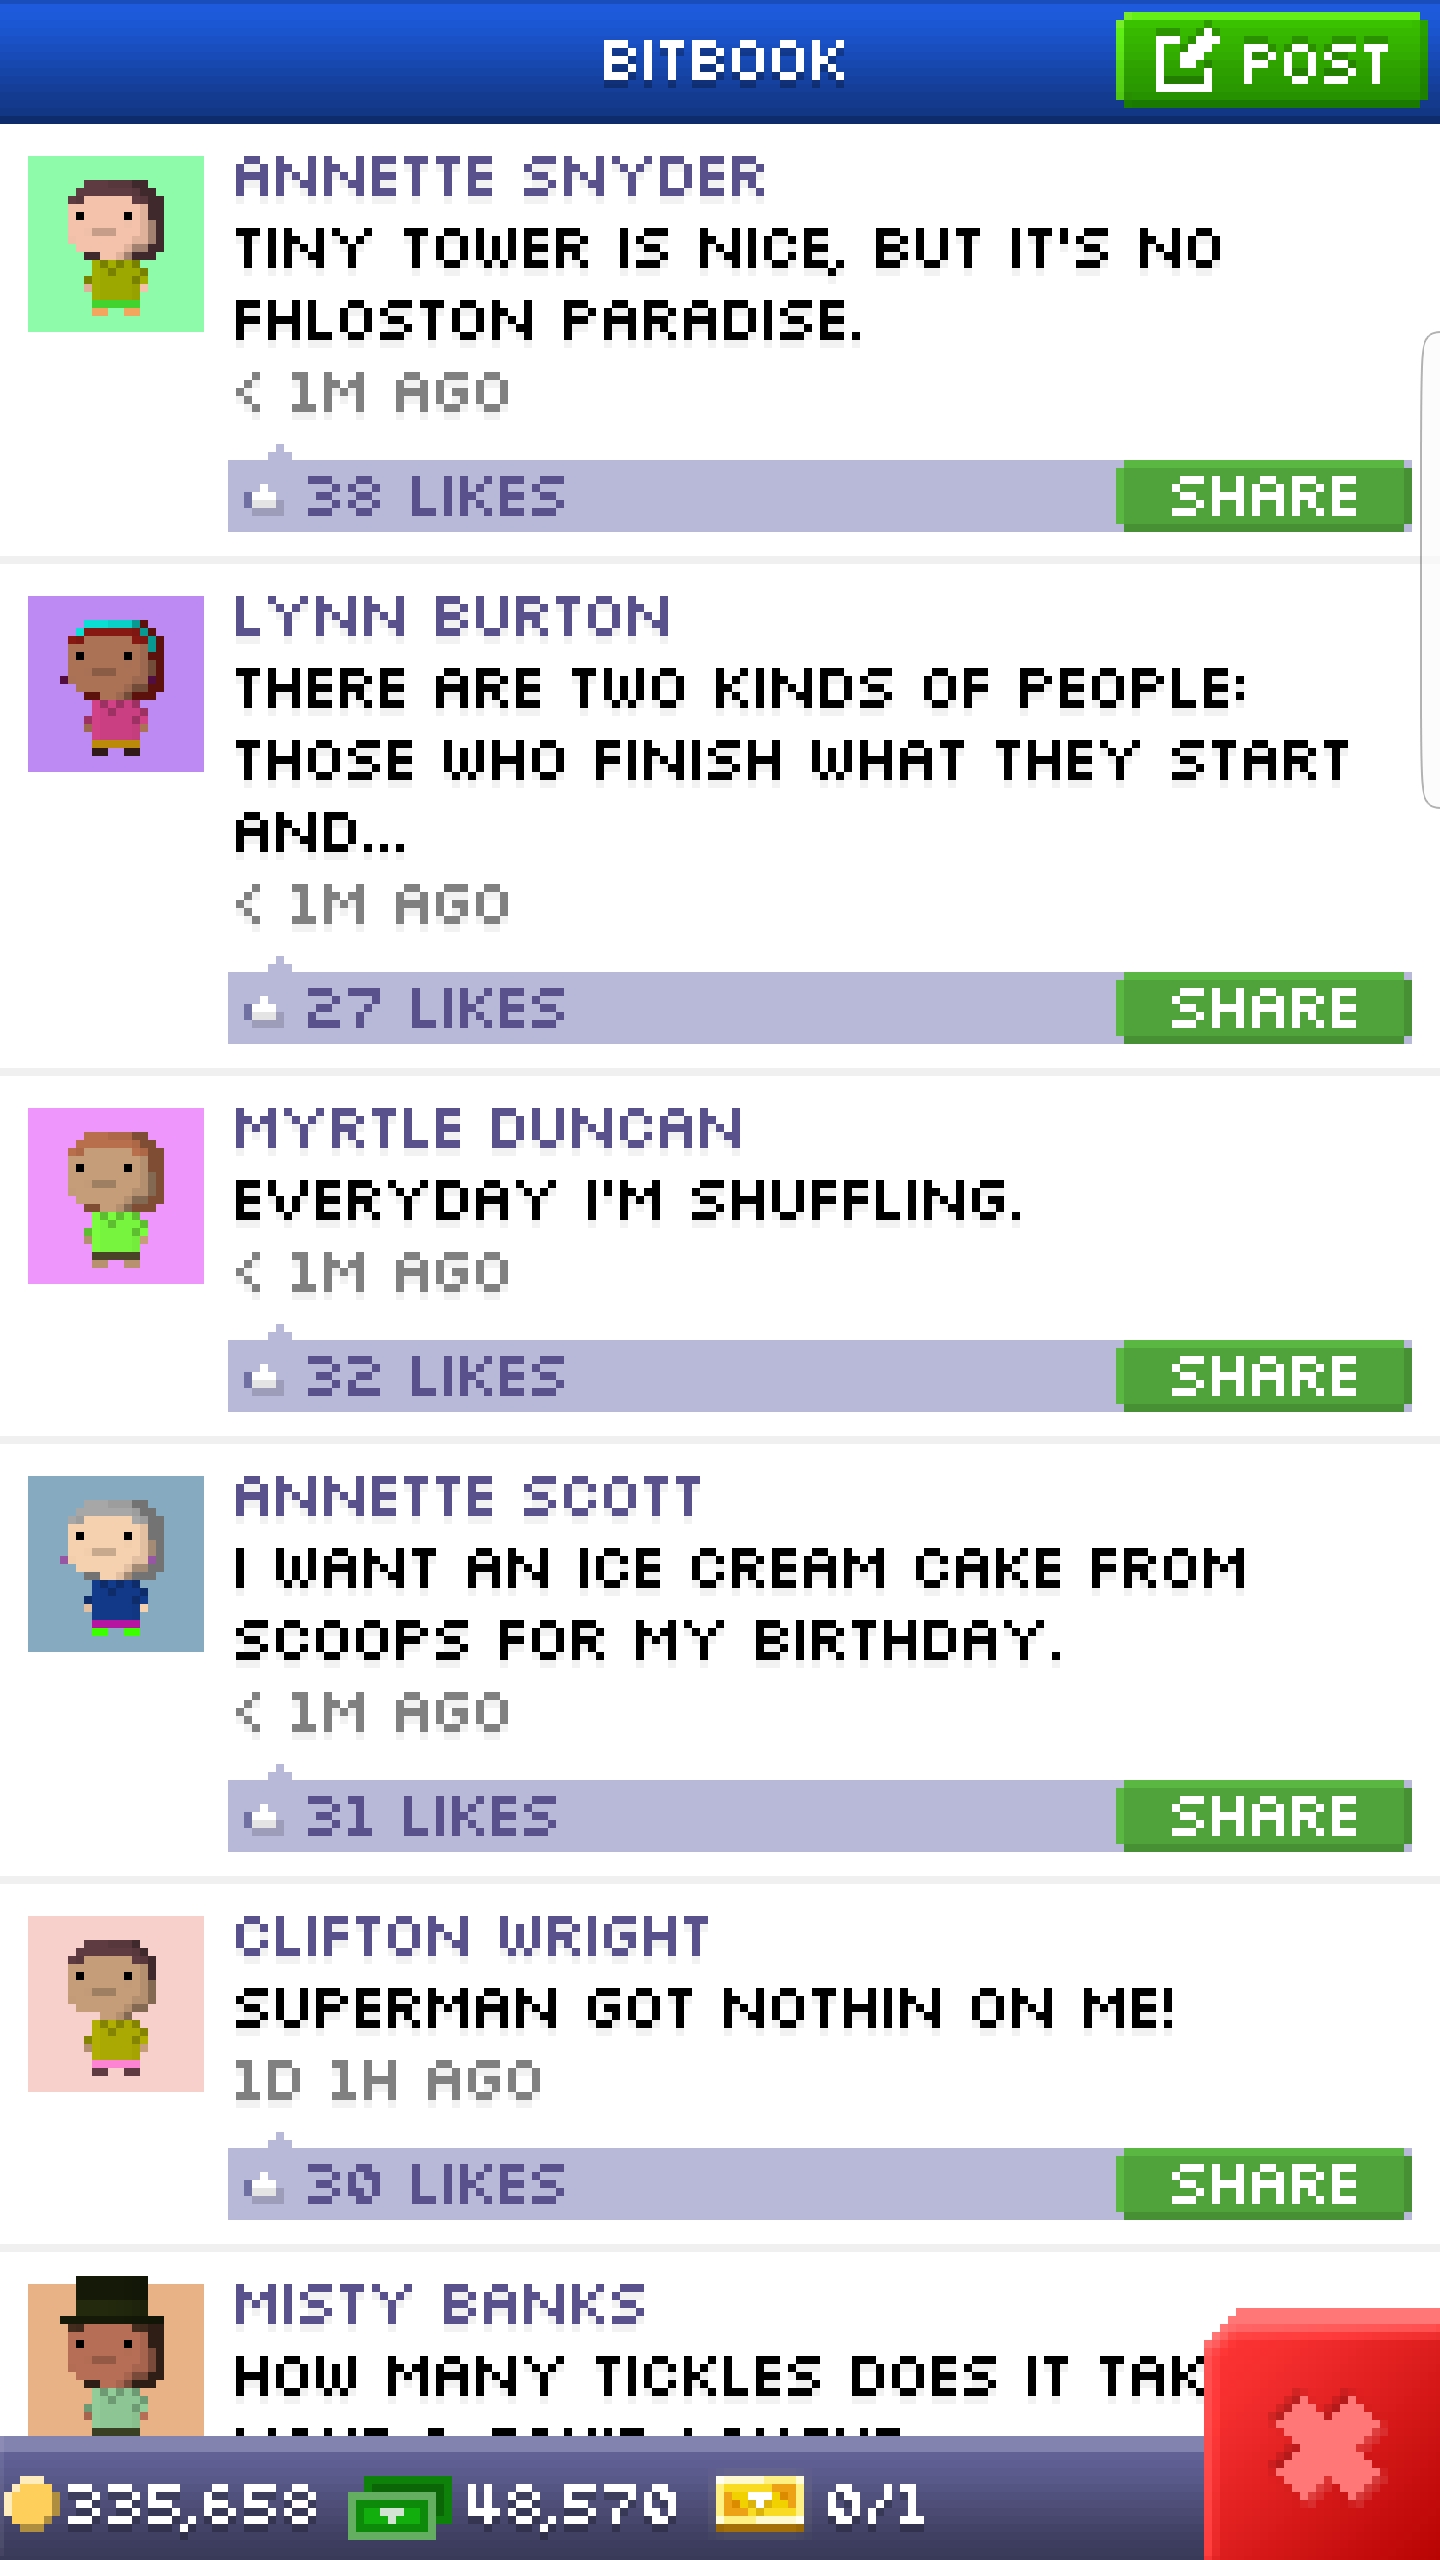 BITBOOK
POST
ANNETTE SNYDER
TINY TOWER IS NICE, BUT IT'S NO
FHLOSTON PARADISE.
< 1M AGO
38 LIKES
SHARE
LYNN BURTON
THERE ARE TWO KINDS OF PEOPLE:
THOSE WHO FINISH WHAT THEY START
AND...
< 1M AGO
27 LIKES
SHARE
MYRTLE DUNCAN
EVERYDAY I'M SHUFFLING.
< 1M AGO
32 LIKES
SHARE
ANNETTE SCOTT
I WANT AN ICE CREAM CAKE FROM
SCOOPS FOR MY BIRTHDAY.
< 1M AGO
31 LIKES
SHARE
CLIFTON WRIGHT
SUPERMAN GOT NOTHIN ON ME!
1D 1H AGO
30 LIKES
SHARE
MISTY BANKS
HOW MANY TICKLES DOES IT
335,658
48,570
0/1